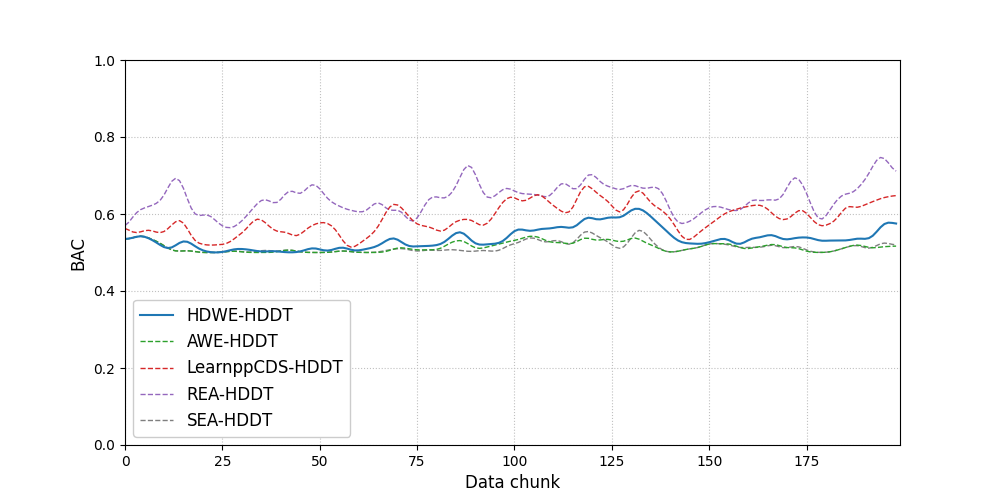 1.0
0.8
0.6
0.4
0.2
0.0
BAC
HDWE-HDDT
AWE-HDDT
LearnppCDS-HDDT
REA-HDDT
SEA-HDDT
0 25 50 75 100 125 150 175
Data chunk